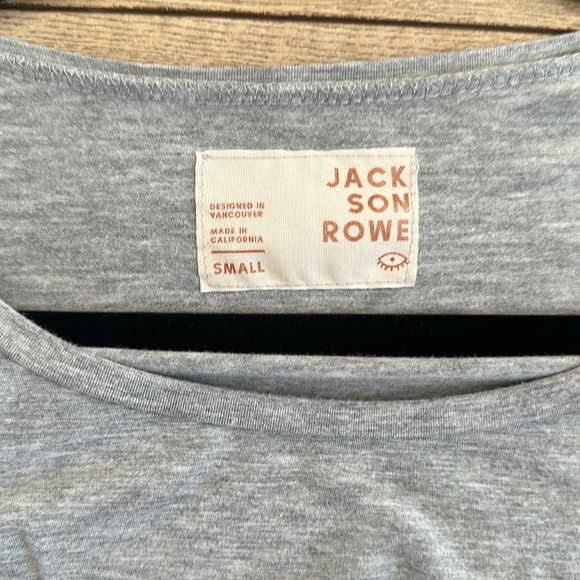 DESIGNED IN
VANCOUVER
MADE IN
CALIFORNIA
SMALL
JACK
SON
ROWE